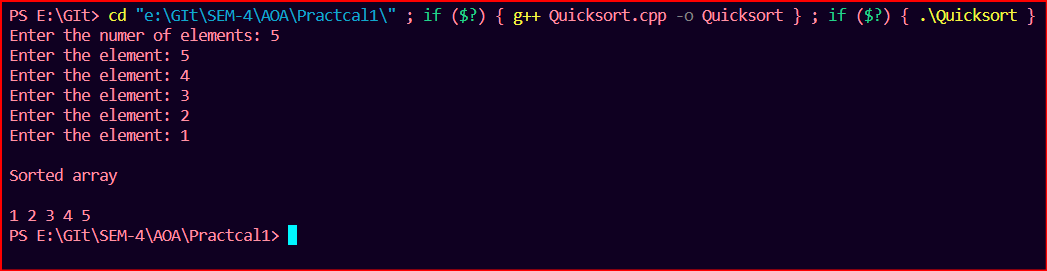 PS E:\GIt> cd "e:\GIt\SEM-4\AOA\Practcal1\" ; if ($?) { g++ Quicksort.cpp -o Quicksort } ; if ($?) { .\Quicksort }
Enter the numer of elements: 5
Enter the element: 5
Enter the element: 4
Enter the element: 3
Enter the element: 2
Enter the element: 1
Sorted array
1 2 3 4 5
PS E:\GIt\SEM-4\AOA\Practcal1>